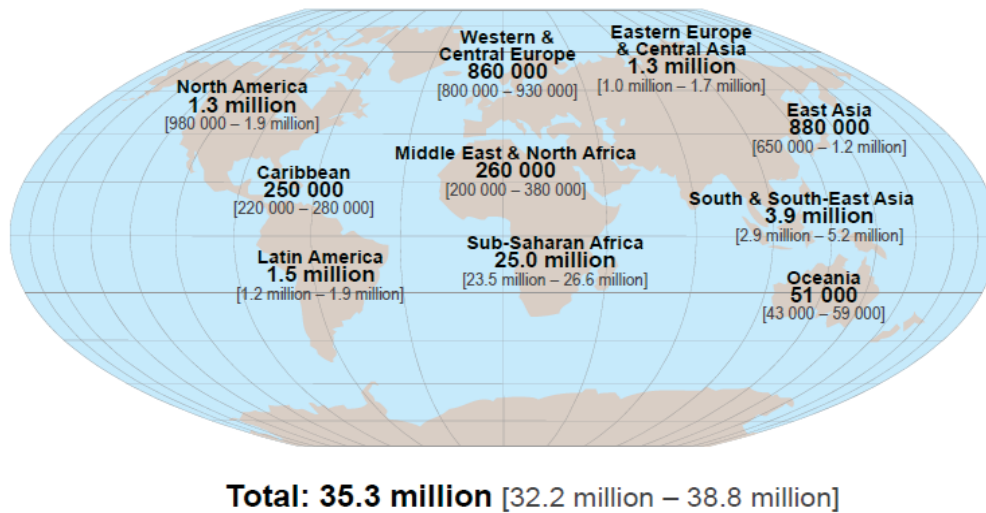 Western &
Central Europe
860 000
[800 000 – 930 000]
Eastern Europe
& Central Asia
1.3 million
[1.0 million – 1.7 million]
North America
1.3 million
[980 000 – 1.9 million]
East Asia
880 000
[650 000 – 1.2 million]
Middle East & North Africa
260 000
[200 000 – 380 000]
Caribbean
250 000
[220 000 – 280 000]
South & South-East Asia
3.9 million
[2.9 million – 5.2 million]
Sub-Saharan Africa
25.0 million
[23.5 million – 26.6 million]
Latin America
1.5 million
[1.2 million – 1.9 million]
Oceania
51 000
[43 000 – 59 000]
Total: 35.3 million [32.2 million – 38.8 million]